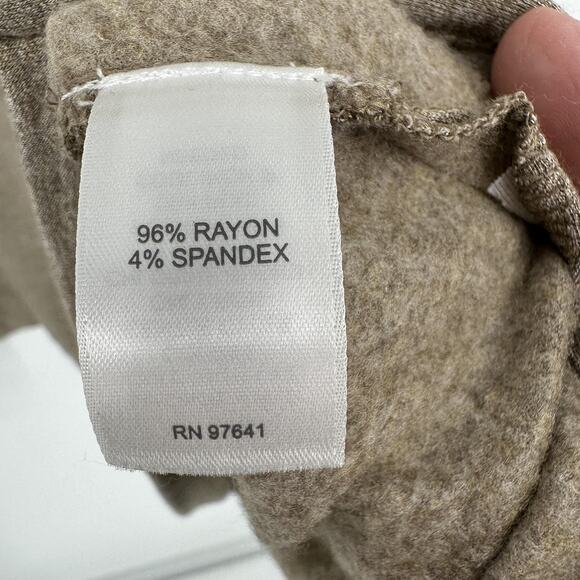 96% RAYON
4% SPANDEX
RN 97641